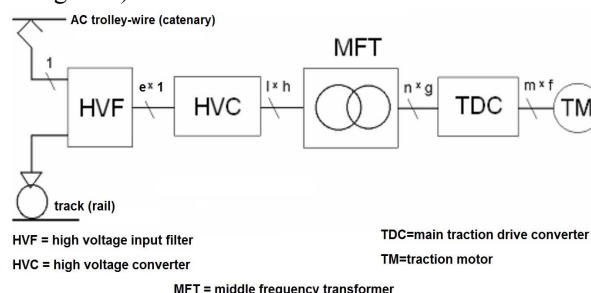 AC trolley-wire (catenary)
MFT
1
HVF
e x 1
HVC
l x h
n x g
TDC
m x f
TM
track (rail)
HVF = high voltage input filter
TDC=main traction drive converter
HVC = high voltage converter
TM=traction motor
MFT = middle frequency transformer